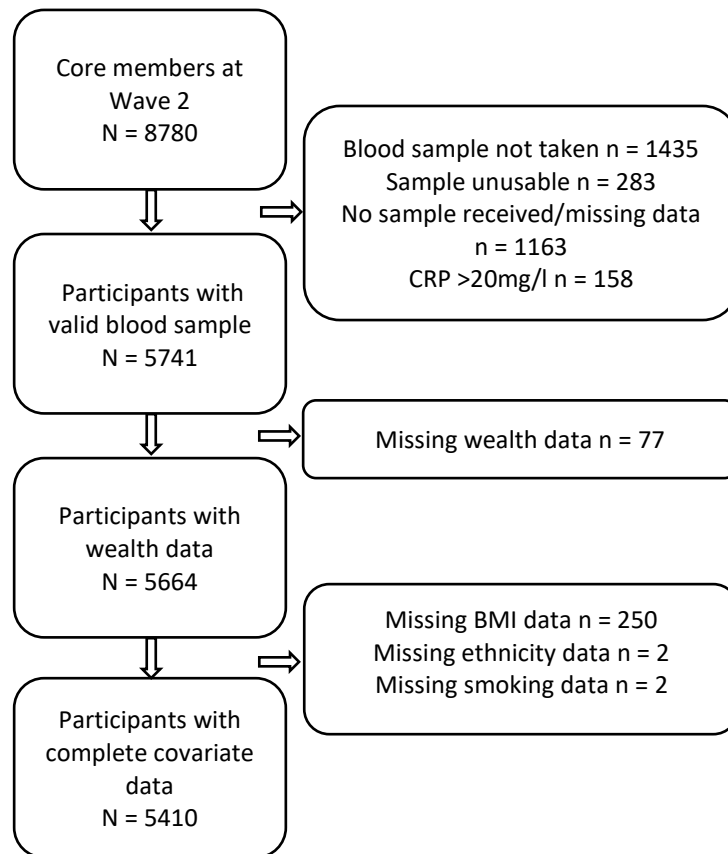 Core members at
Wave 2
N = 8780
Blood sample not taken n = 1435
Sample unusable n = 283
No sample received/missing data
n = 1163
CRP >20mg/l n = 158
Participants with
valid blood sample
N = 5741
Missing wealth data n = 77
Participants with
wealth data
N = 5664
Missing BMI data n = 250
Missing ethnicity data n = 2
Missing smoking data n = 2
Participants with
complete covariate
data
N = 5410